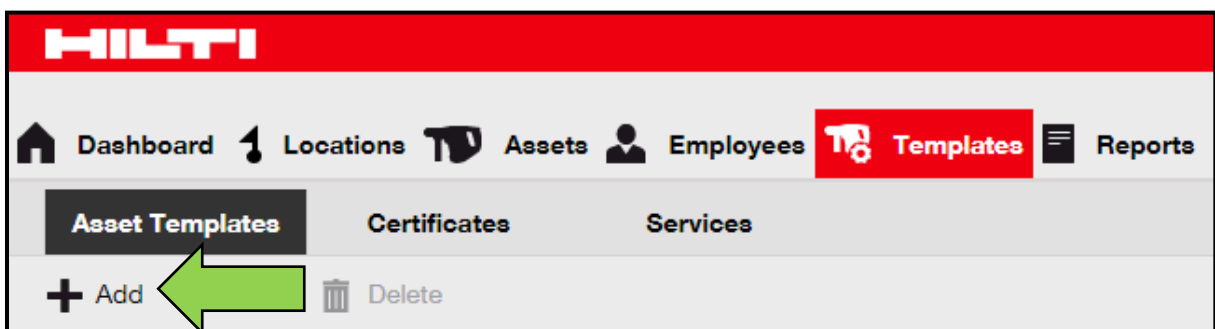 HILTI
Dashboard Locations Assets Employees Templates Reports
Asset Templates Certificates Services
Add Delete